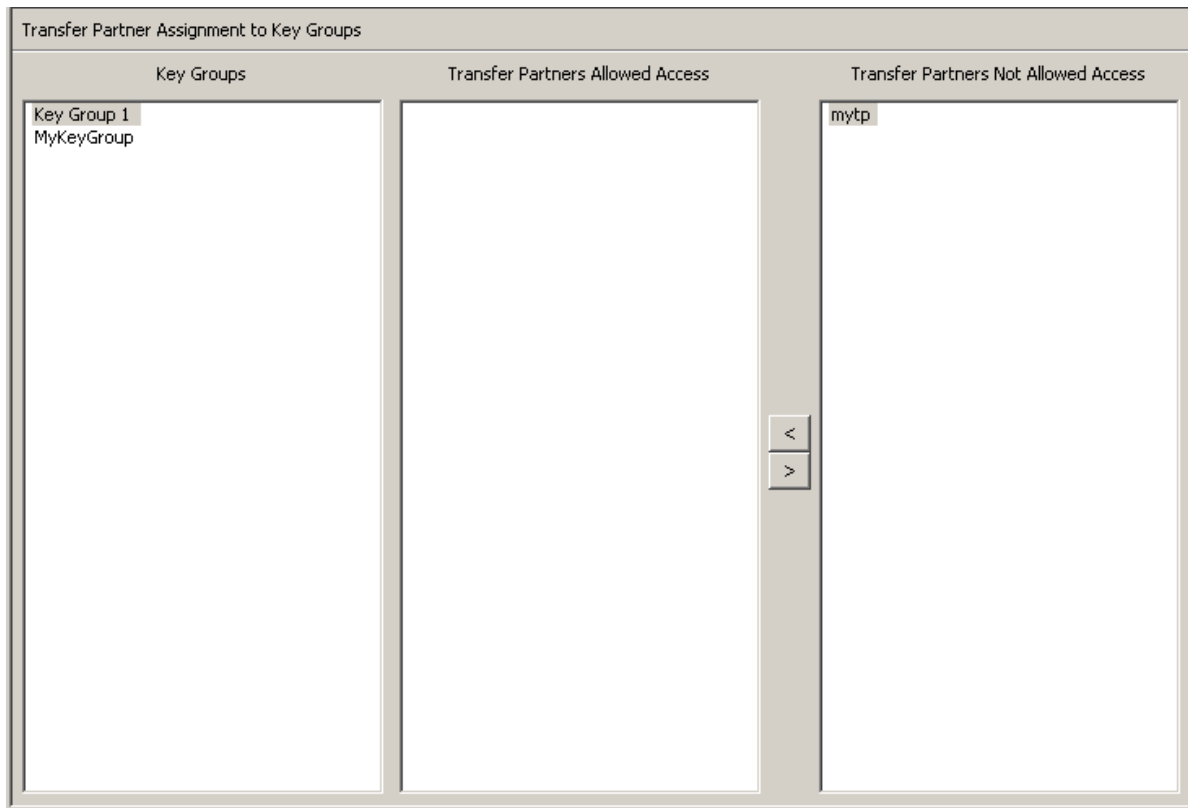 Transfer Partner Assignment to Key Groups
Key Groups
Transfer Partners Allowed Access
Transfer Partners Not Allowed Access
Key Group 1
MyKeyGroup
mytp
<
>